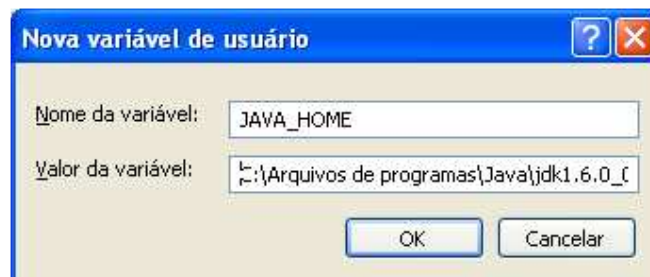 Nova variável de usuário
Nome da variável: JAVA_HOME
Valor da variável: C:\Arquivos de programas\Java\jdk1.6.0_
OK Cancelar